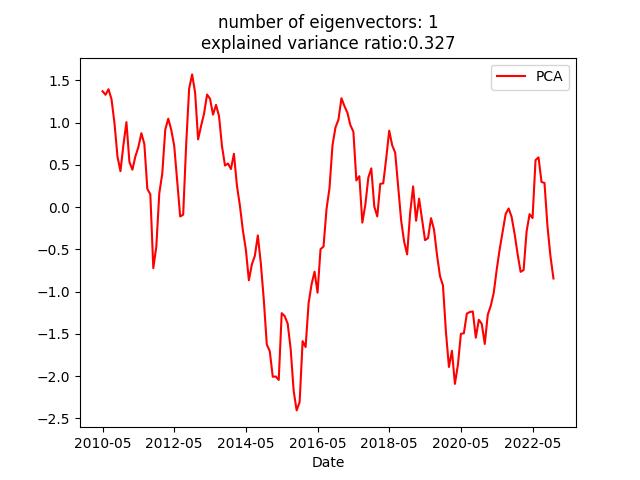 number of eigenvectors: 1
explained variance ratio:0.327
PCA
1.5
1.0
0.5
0.0
−0.5
−1.0
−1.5
−2.0
−2.5
2010-05 2012-05 2014-05 2016-05 2018-05 2020-05 2022-05
Date